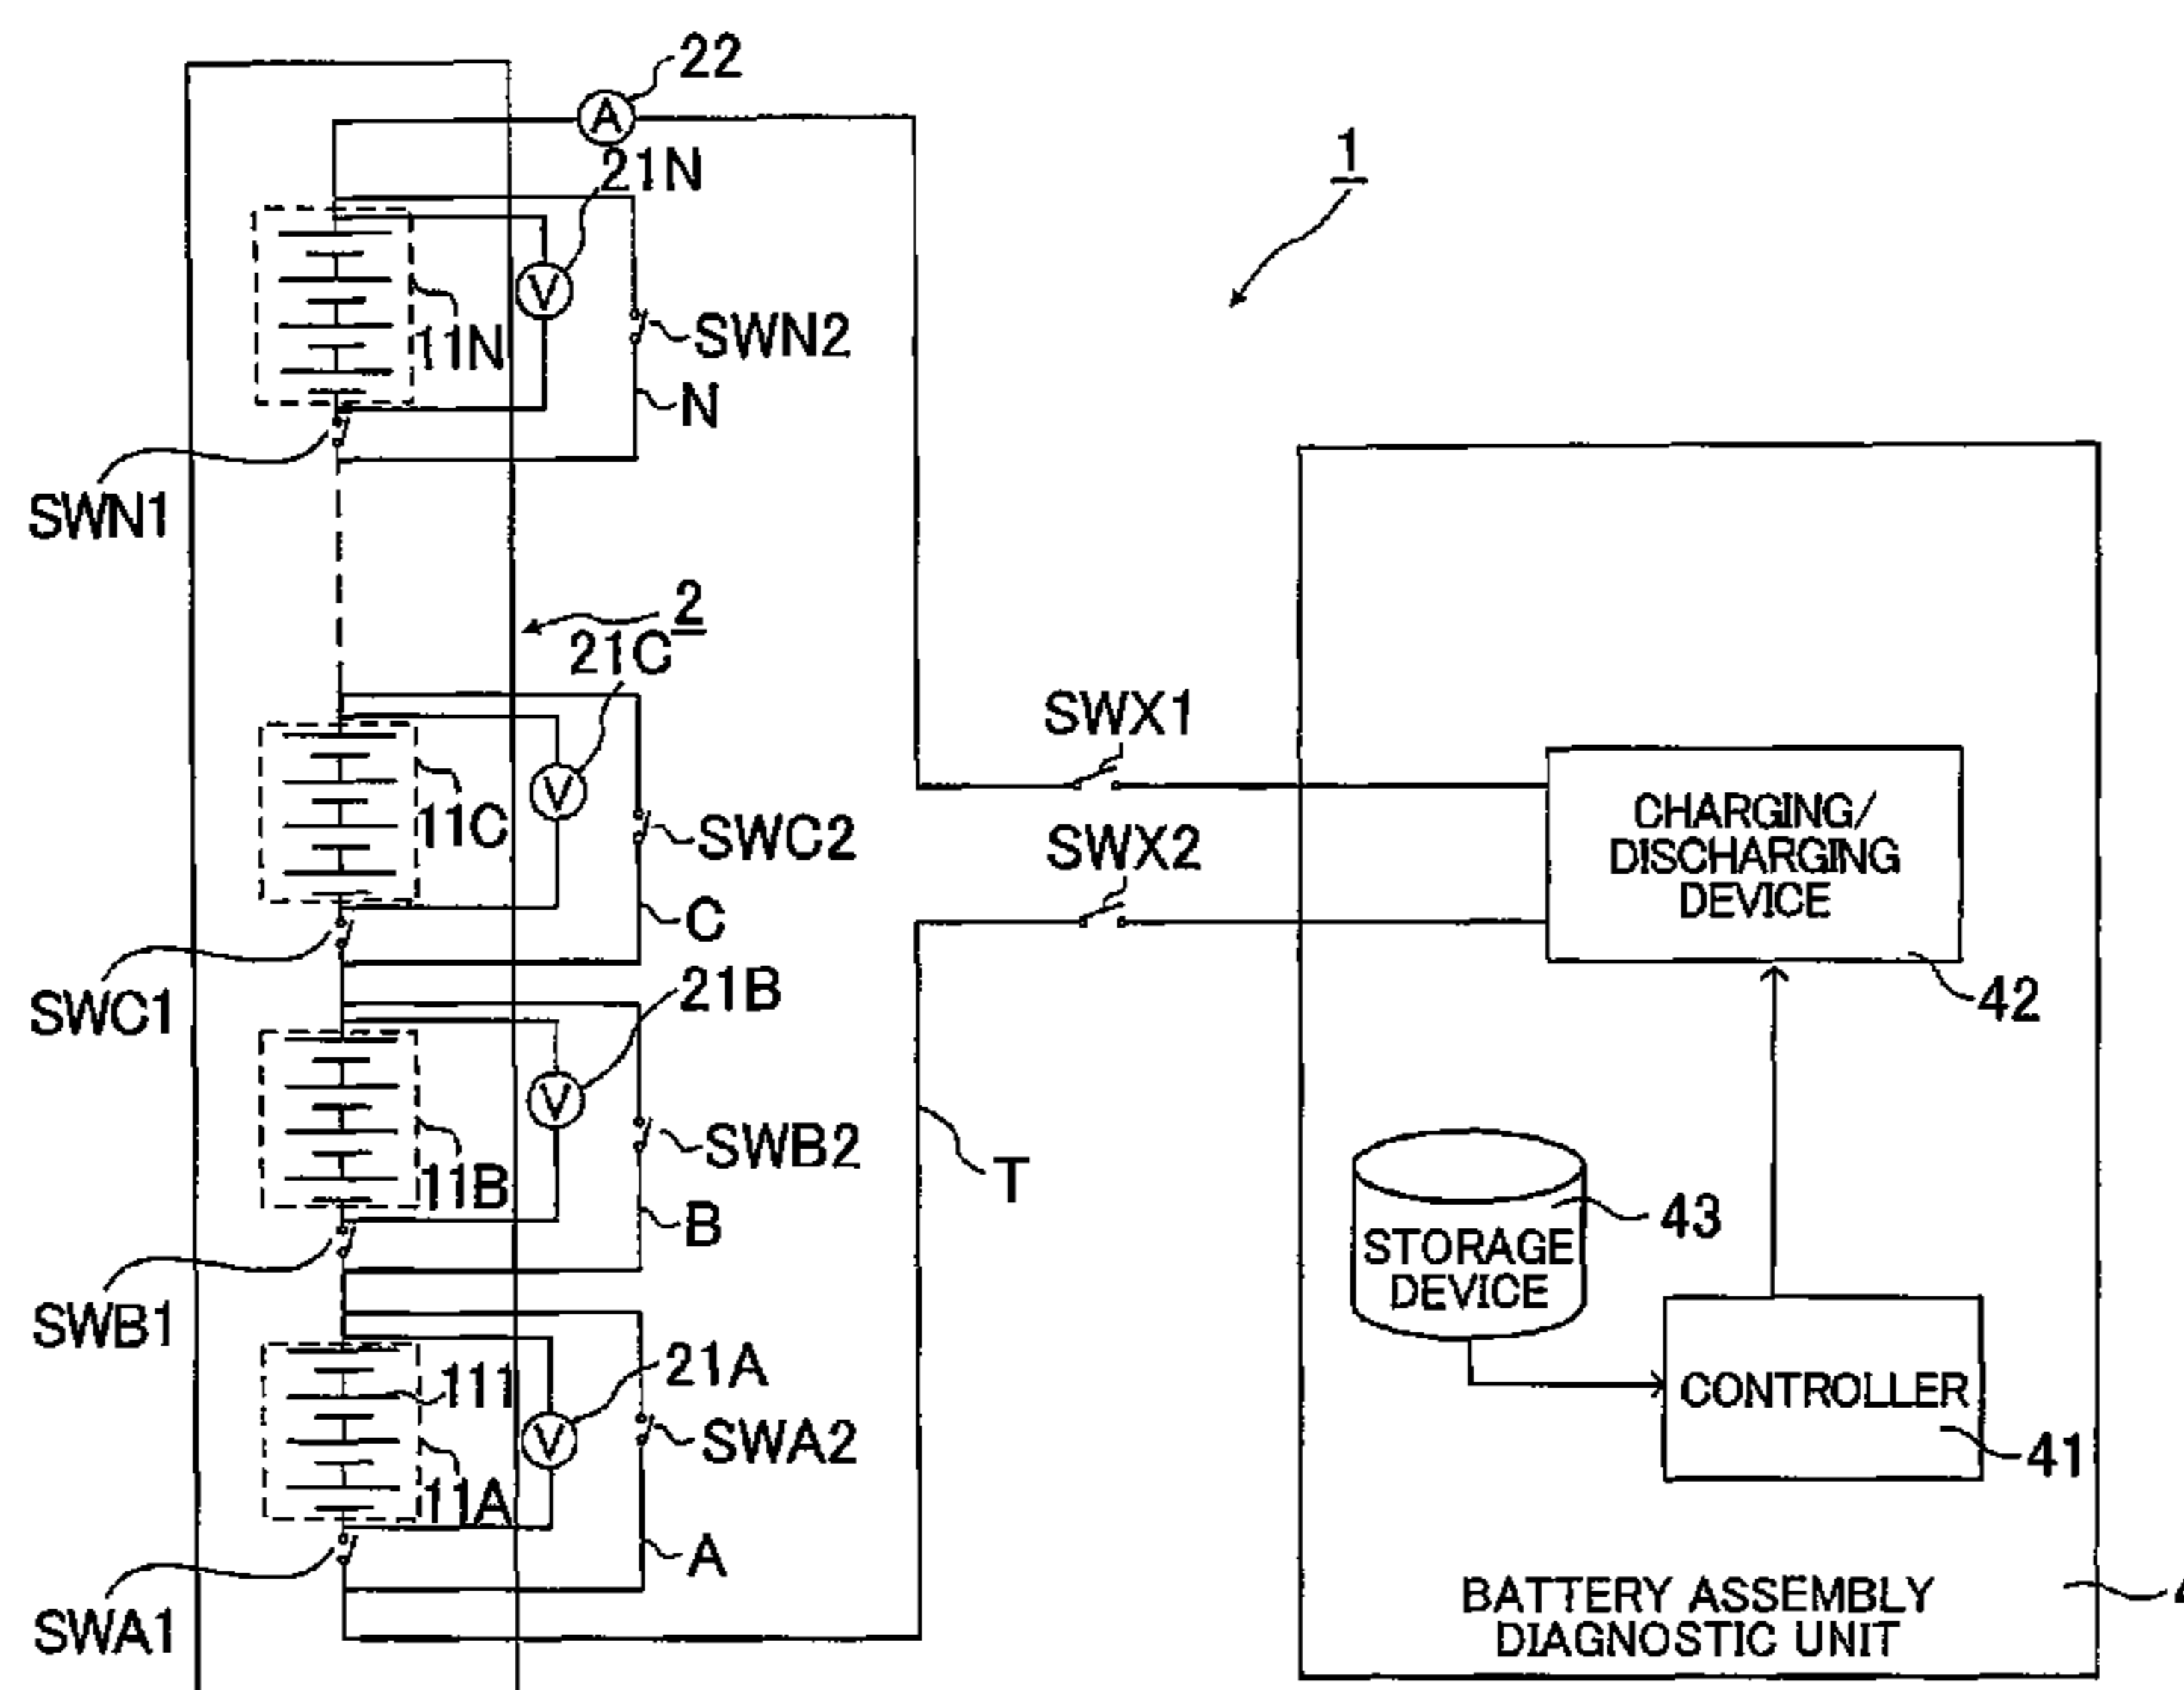 22
A
21N
1
V
SWN2
11N
N
SWN1
2
21C
SWX1
V
11C
SWC2
CHARGING/
DISCHARGING
DEVICE
SWX2
C
21B
42
SWC1
V
SWB2
T
11B
B
43
STORAGE
DEVICE
SWB1
111
21A
CONTROLLER
V
SWA2
41
11A
A
BATTERY ASSEMBLY
DIAGNOSTIC UNIT
SWA1